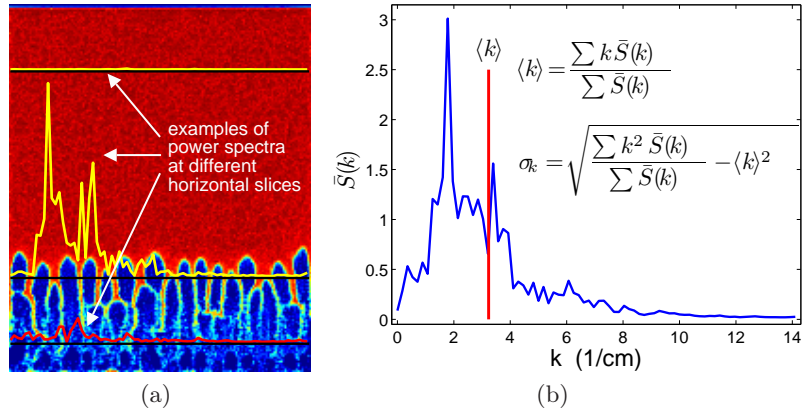 examples of
power spectra
at different
horizontal slices
(a)
3
2.5
2
1.5
1
0.5
0
S̄(k)
⟨k⟩
⟨k⟩ = ∑ k S̄(k) / ∑ S̄(k)
σₖ = √( ∑ k² S̄(k) / ∑ S̄(k) − ⟨k⟩² )
0 2 4 6 8 10 12 14
k (1/cm)
(b)